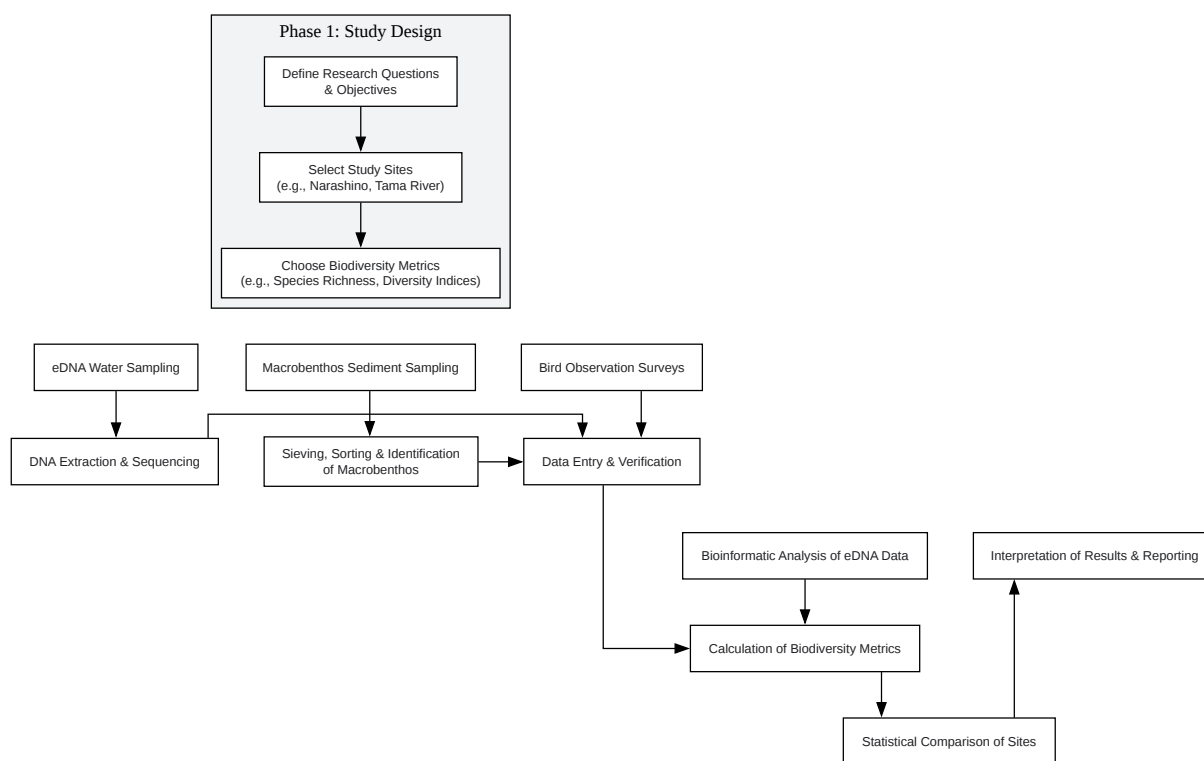 Phase 1: Study Design
Define Research Questions
& Objectives
Select Study Sites
(e.g., Narashino, Tama River)
Choose Biodiversity Metrics
(e.g., Species Richness, Diversity Indices)
eDNA Water Sampling
Macrobenthos Sediment Sampling
Bird Observation Surveys
DNA Extraction & Sequencing
Sieving, Sorting & Identification
of Macrobenthos
Data Entry & Verification
Bioinformatic Analysis of eDNA Data
Interpretation of Results & Reporting
Calculation of Biodiversity Metrics
Statistical Comparison of Sites